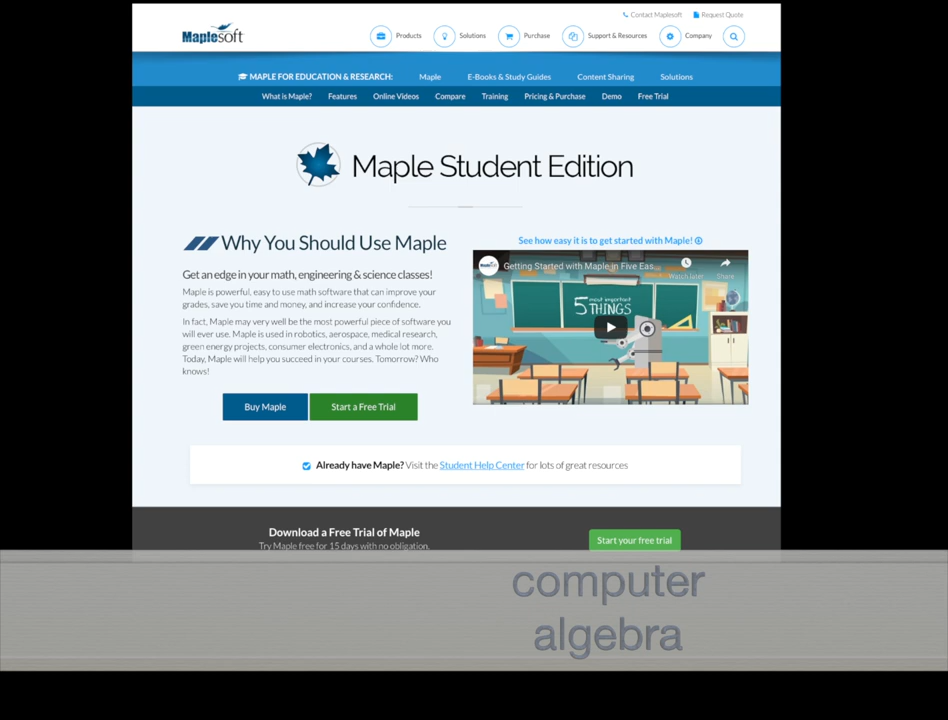 Contact Maplesoft Request Quote
Maplesoft Products Solutions Purchase Support & Resources Company
MAPLE FOR EDUCATION & RESEARCH: Maple E-Books & Study Guides Content Sharing Solutions
What is Maple? Features Online Videos Compare Training Pricing & Purchase Demo Free Trial
Maple Student Edition
Why You Should Use Maple
Get an edge in your math, engineering & science classes!
Maple is powerful, easy to use math software that can improve your
grades, save you time and money, and increase your confidence.
In fact, Maple may very well be the most powerful piece of software you
will ever use. Maple is used in robotics, aerospace, medical research,
green energy projects, consumer electronics, and a whole lot more.
Today, Maple will help you succeed in your courses. Tomorrow? Who
knows!
Buy Maple Start a Free Trial
See how easy it is to get started with Maple!
Getting Started with Maple in Five Eas...
Watch later Share
5 most important
THINGS
Already have Maple? Visit the Student Help Center for lots of great resources
Download a Free Trial of Maple
Try Maple free for 15 days with no obligation.
Start your free trial
computer
algebra